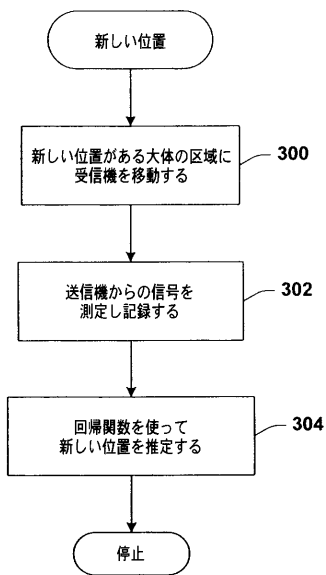 新しい位置
新しい位置がある大体の区域に
受信機を移動する
300
送信機からの信号を
測定し記録する
302
回帰関数を使って
新しい位置を推定する
304
停止